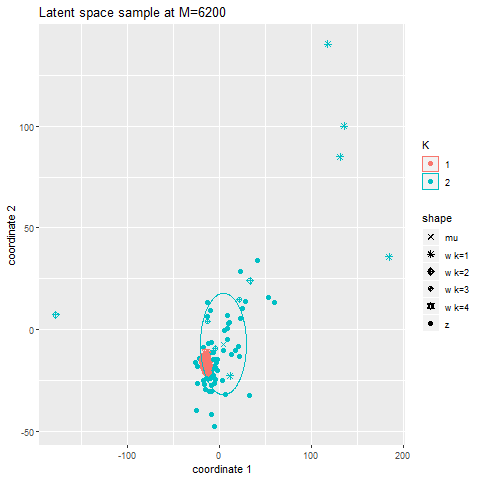 Latent space sample at M=6200
100
50
0
-50
-100
0
100
200
coordinate 1
coordinate 2
K
1
2
shape
mu
w k=1
w k=2
w k=3
w k=4
z